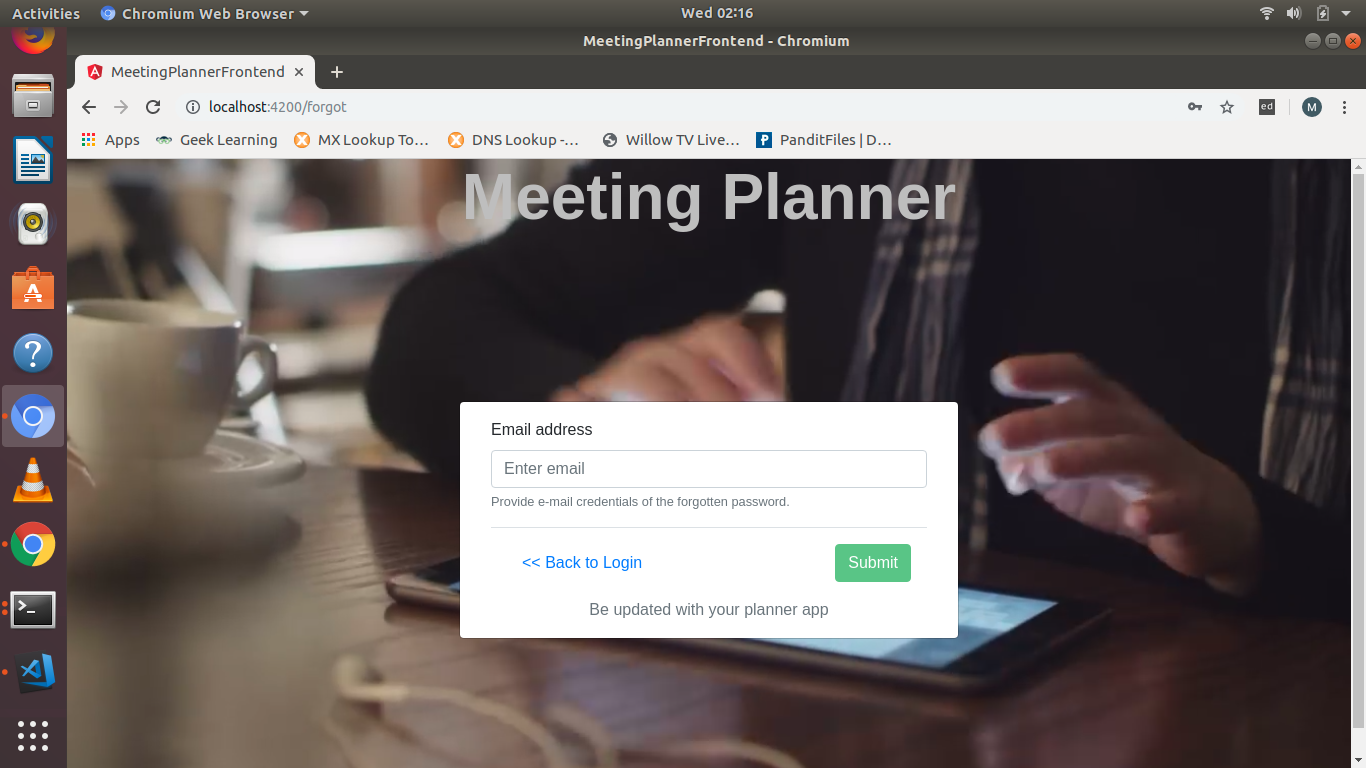 Activities Chromium Web Browser Wed 02:16
MeetingPlannerFrontend - Chromium
MeetingPlannerFrontend
localhost:4200/forgot ed M
Apps Geek Learning MX Lookup To… DNS Lookup -… Willow TV Live… PanditFiles | D…
Meeting Planner
Email address
Enter email
Provide e-mail credentials of the forgotten password.
<< Back to Login Submit
Be updated with your planner app